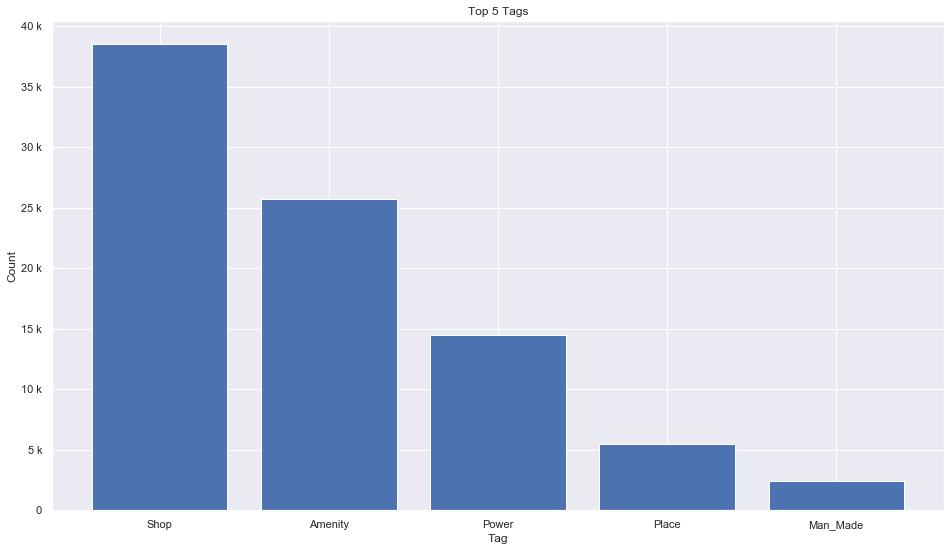 Top 5 Tags
40 k
35 k
30 k
25 k
20 k
15 k
10 k
5 k
0
Count
Shop
Amenity
Power
Place
Man_Made
Tag